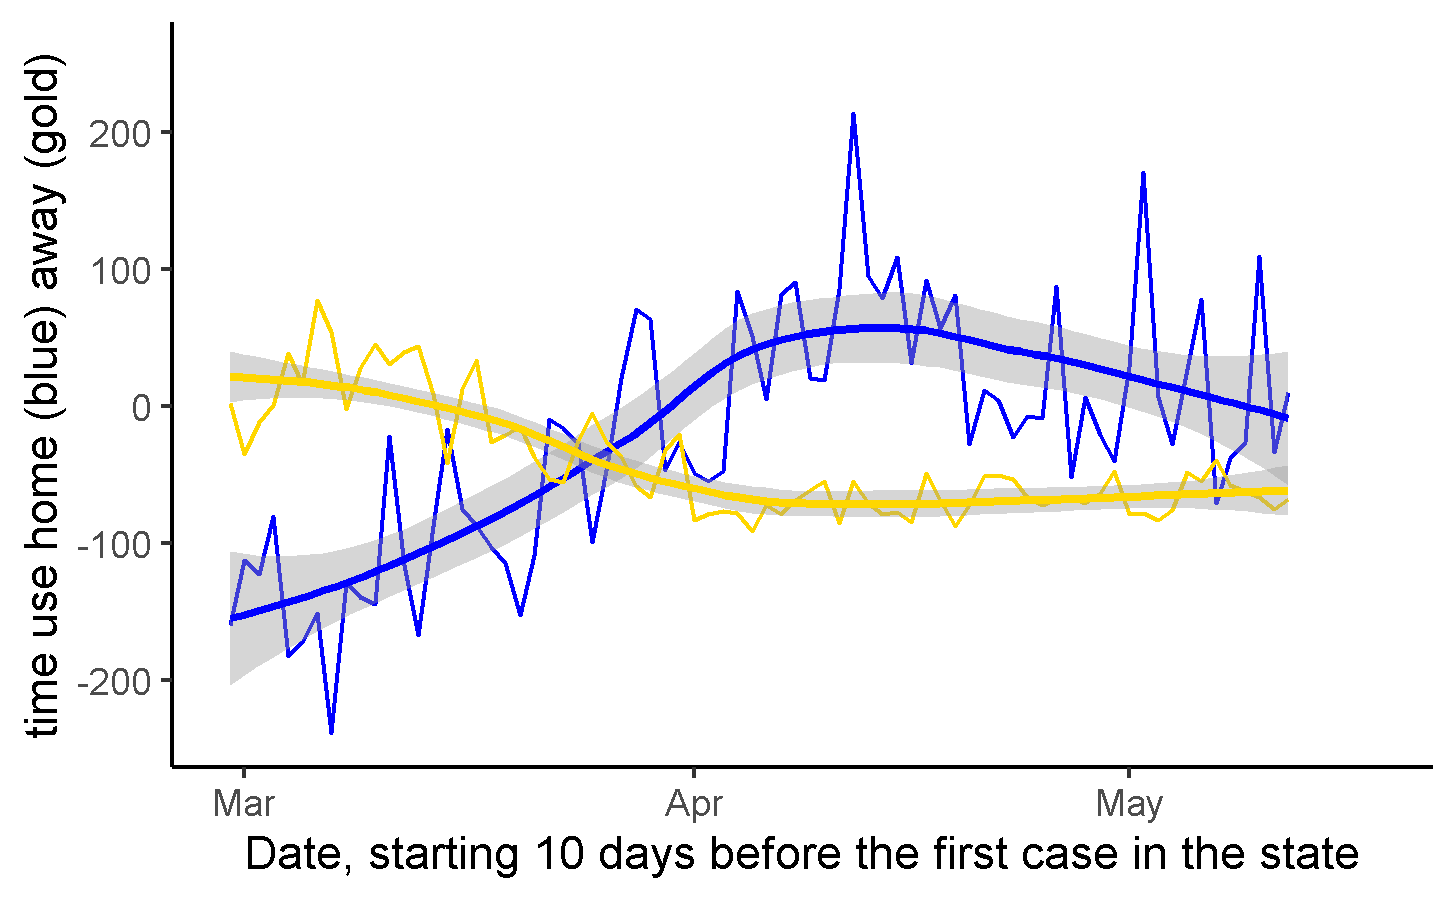 time use home (blue) away (gold)
200
100
0
-100
-200
Mar
Apr
May
Date, starting 10 days before the first case in the state